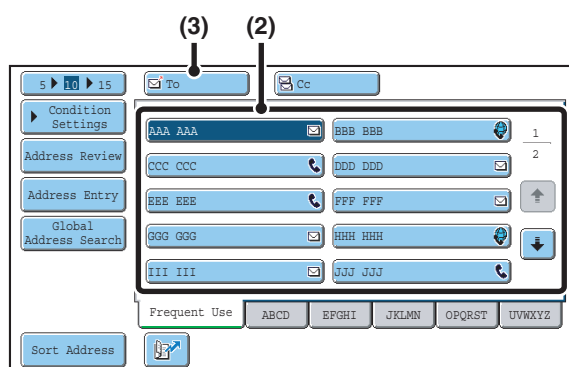 (3) (2)
5 10 15 To Cc
Condition
Settings
Address Review
Address Entry
Global
Address Search
Sort Address
AAA AAA BBB BBB
CCC CCC DDD DDD
EEE EEE FFF FFF
GGG GGG HHH HHH
III III JJJ JJJ
1
2
Frequent Use ABCD EFGHI JKLMN OPQRST UVWXYZ